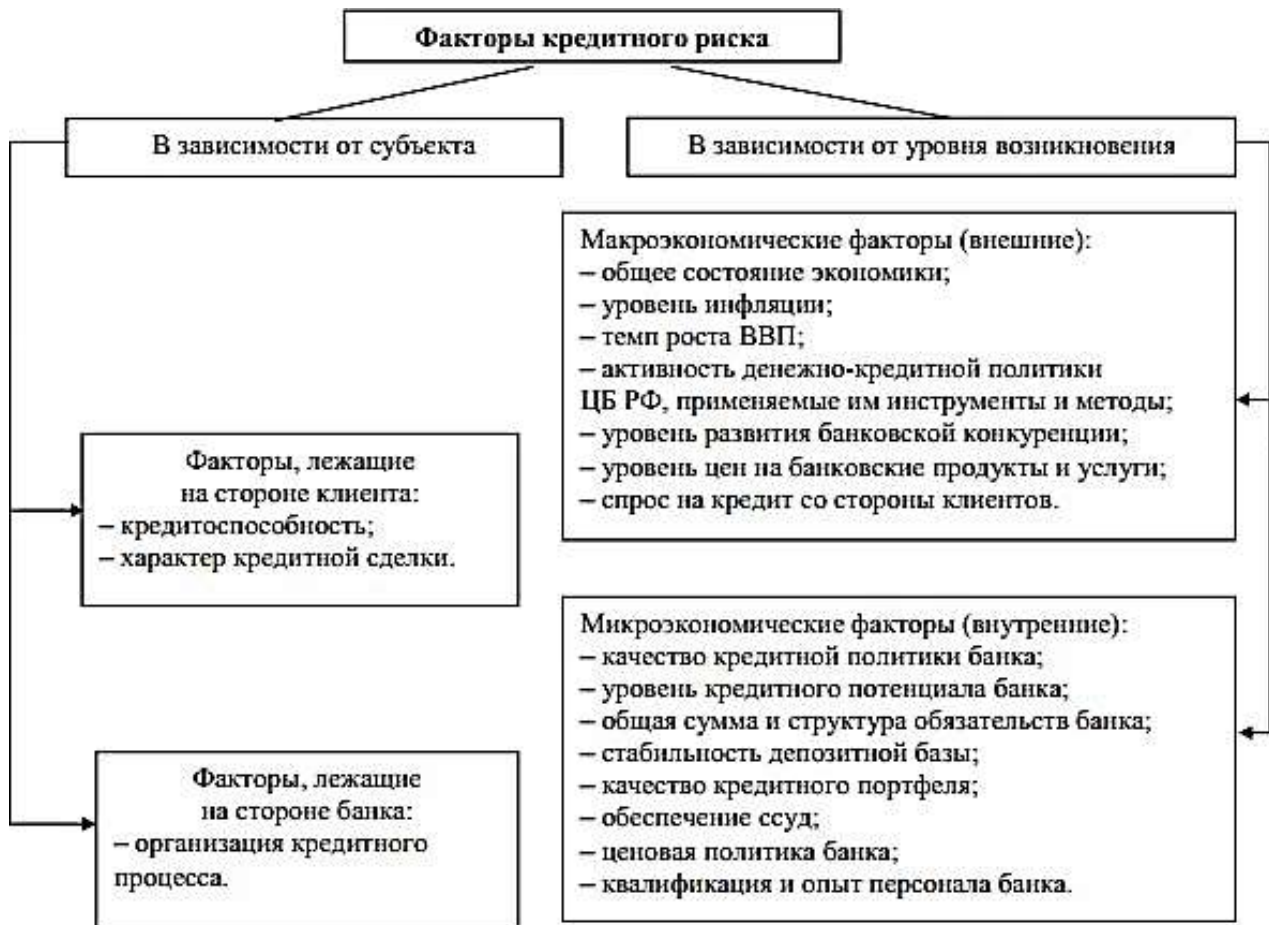 Факторы кредитного риска
В зависимости от субъекта
В зависимости от уровня возникновения
Факторы, лежащие
на стороне клиента:
– кредитоспособность;
– характер кредитной сделки.
Факторы, лежащие
на стороне банка:
– организация кредитного
процесса.
Макроэкономические факторы (внешние):
– общее состояние экономики;
– уровень инфляции;
– темп роста ВВП;
– активность денежно-кредитной политики
ЦБ РФ, применяемые им инструменты и методы;
– уровень развития банковской конкуренции;
– уровень цен на банковские продукты и услуги;
– спрос на кредит со стороны клиентов.
Микроэкономические факторы (внутренние):
– качество кредитной политики банка;
– уровень кредитного потенциала банка;
– общая сумма и структура обязательств банка;
– стабильность депозитной базы;
– качество кредитного портфеля;
– обеспечение ссуд;
– ценовая политика банка;
– квалификация и опыт персонала банка.